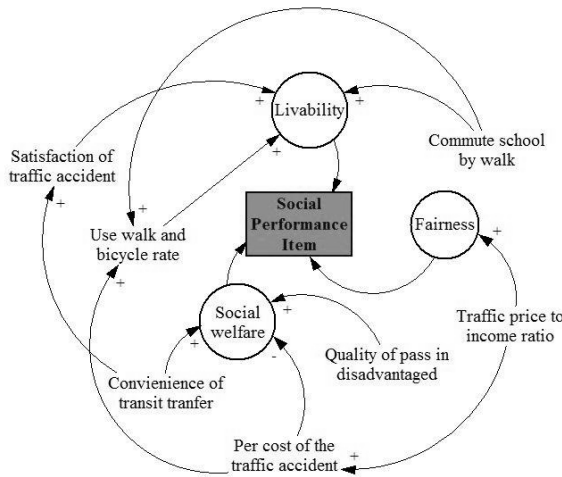 +
+
Livability
+
Commute school
by walk
Satisfaction of
traffic accident
+
+
Use walk and
bicycle rate
+
Social
Performance
Item
Fairness
+
Social
welfare
+
+
-
Traffic price to
income ratio
Quality of pass in
disadvantaged
Convienience of
transit tranfer
Per cost of the
traffic accident
+